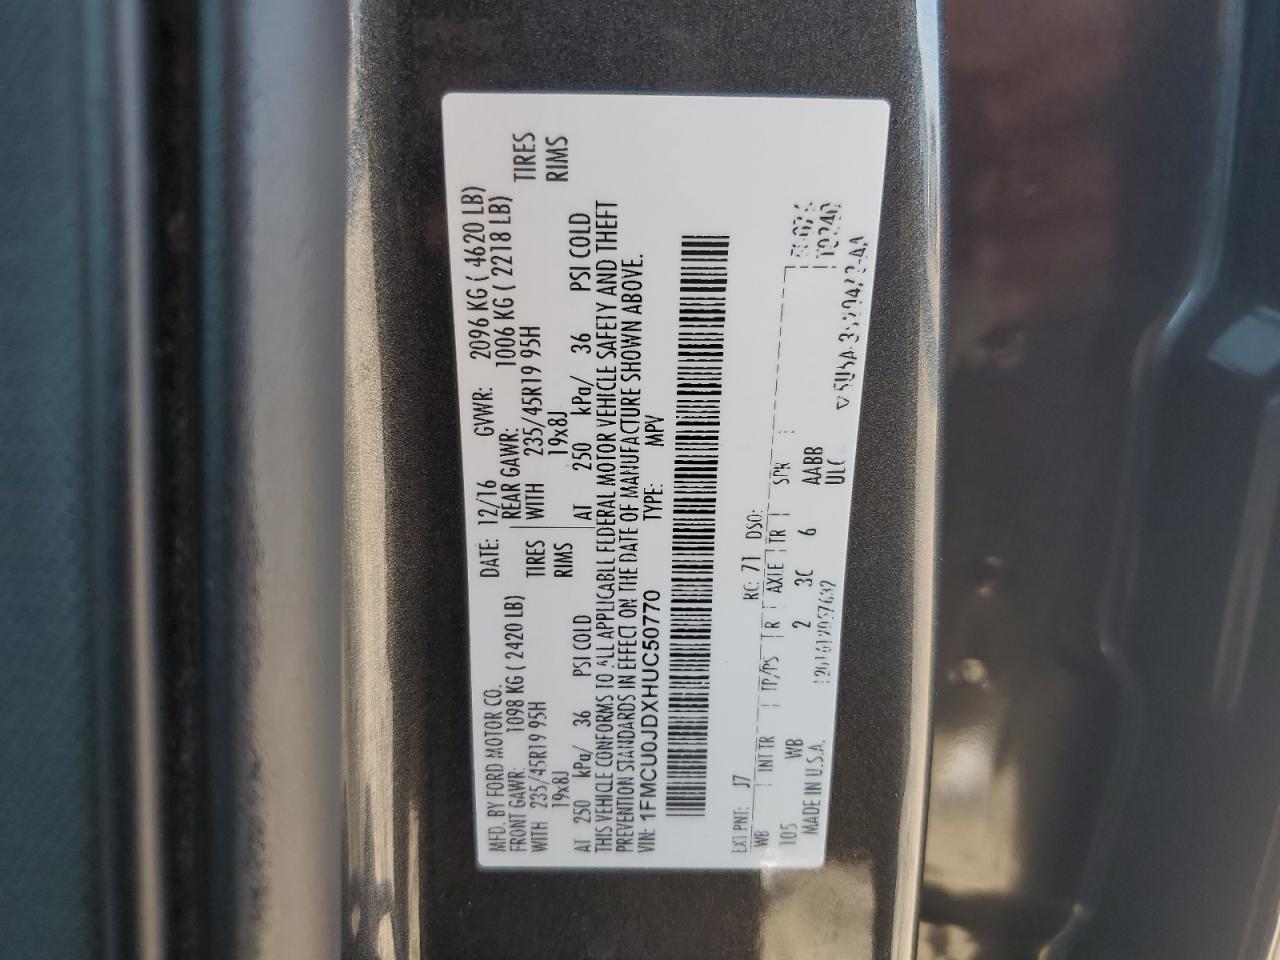 MFD. BY FORD MOTOR CO.
DATE: 12/16 GVWR: 2096 KG ( 4620 LB)
FRONT GAWR: 1098 KG ( 2420 LB) REAR GAWR: 1006 KG ( 2218 LB)
WITH 235/45R19 95H TIRES WITH 235/45R19 95H TIRES
19x8J RIMS 19x8J RIMS
AT 250 kPa/ 36 PSI COLD AT 250 kPa/ 36 PSI COLD
THIS VEHICLE CONFORMS TO ALL APPLICABLE FEDERAL MOTOR VEHICLE SAFETY AND THEFT
PREVENTION STANDARDS IN EFFECT ON THE DATE OF MANUFACTURE SHOWN ABOVE.
VIN: 1FMCU0JDXHUC50770 TYPE: MPV
EXT PNT: J7 RC: 71 DSO:
WB INT TR TP/PS R AXLE TR SPR
105 WB 2 3C 6 AABB
MADE IN U.S.A. ULC